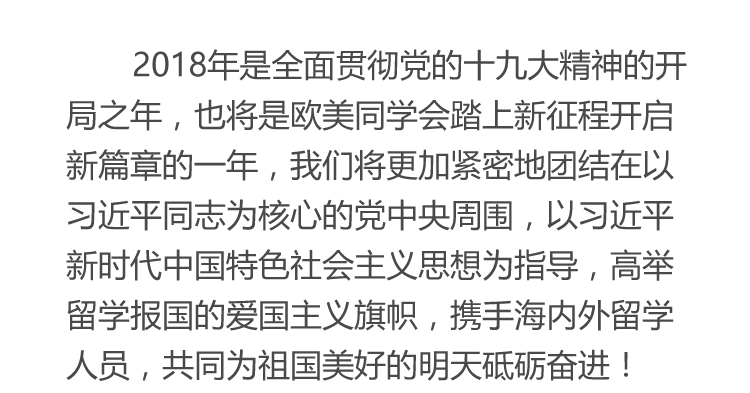 2018年是全面贯彻党的十九大精神的开
局之年，也将是欧美同学会踏上新征程开启
新篇章的一年，我们将更加紧密地团结在以
习近平同志为核心的党中央周围，以习近平
新时代中国特色社会主义思想为指导，高举
留学报国的爱国主义旗帜，携手海内外留学
人员，共同为祖国美好的明天砥砺奋进！